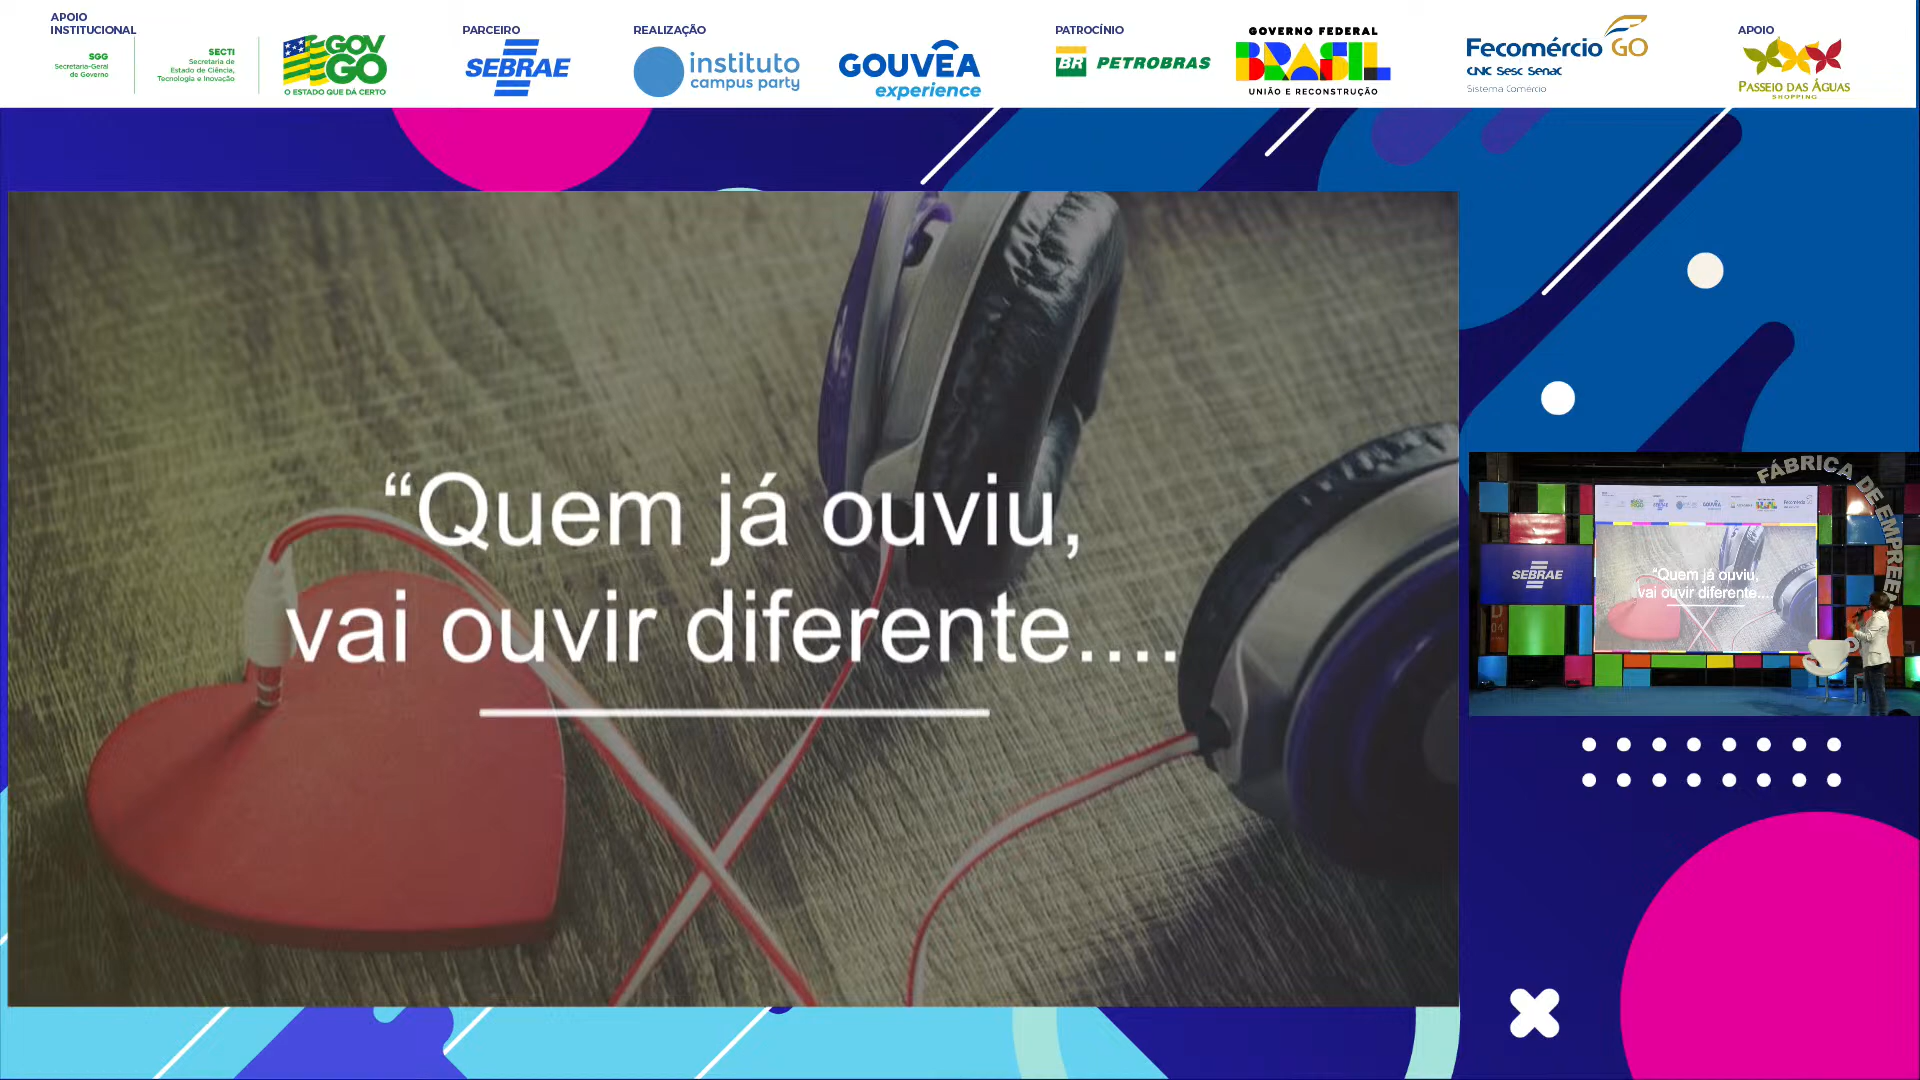 APOIO
INSTITUCIONAL
SGG
Secretaria-Geral
de Governo
SECTI
Secretaria de
Estado de Ciência,
Tecnologia e Inovação
GOV
GO
O ESTADO QUE DÁ CERTO
PARCEIRO
SEBRAE
REALIZAÇÃO
instituto
campus party
GOUVÊA
experience
PATROCÍNIO
BR PETROBRAS
GOVERNO FEDERAL
BRASIL
UNIÃO E RECONSTRUÇÃO
Fecomércio GO
CNC Sesc Senac
Sistema Comércio
APOIO
PASSEIO DAS ÁGUAS
SHOPPING
“Quem já ouviu,
vai ouvir diferente....
FÁBRICA DE EMPREEN
SEBRAE
“Quem já ouviu,
vai ouvir diferente....